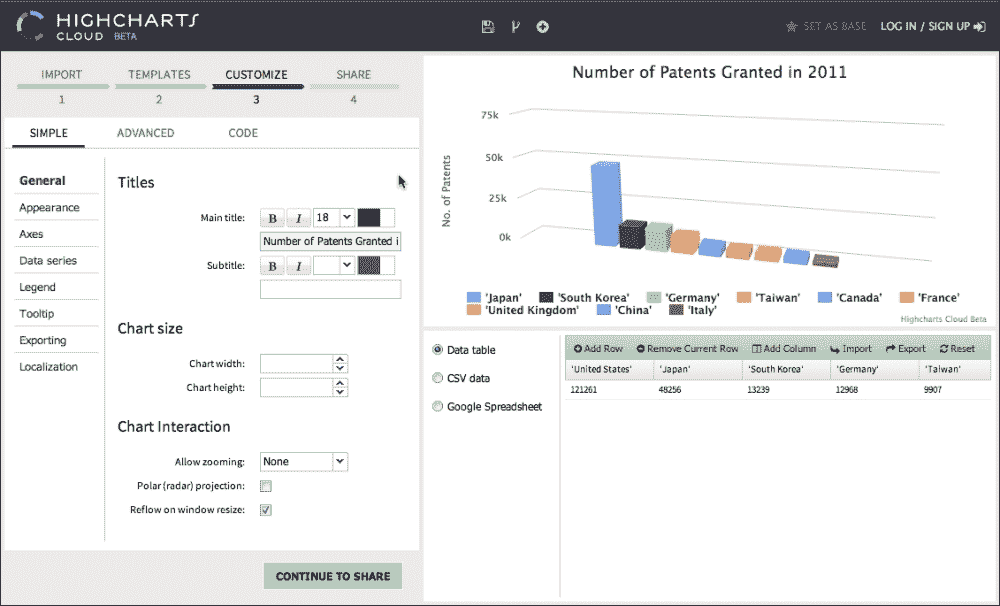 HIGHCHARTS
CLOUD BETA
SET AS BASE
LOG IN / SIGN UP
IMPORT TEMPLATES CUSTOMIZE SHARE
1 2 3 4
SIMPLE ADVANCED CODE
General
Appearance
Axes
Data series
Legend
Tooltip
Exporting
Localization
Titles
Main title: B I 18
Number of Patents Granted i
Subtitle: B I
Chart size
Chart width:
Chart height:
Chart Interaction
Allow zooming: None
Polar (radar) projection:
Reflow on window resize:
CONTINUE TO SHARE
Number of Patents Granted in 2011
No. of Patents
75k
50k
25k
0k
'Japan' 'South Korea' 'Germany' 'Taiwan' 'Canada' 'France'
'United Kingdom' 'China' 'Italy'
Highcharts Cloud Beta
Data table
CSV data
Google Spreadsheet
Add Row Remove Current Row Add Column Import Export Reset
'United States' 'Japan' 'South Korea' 'Germany' 'Taiwan'
121261 48256 13239 12968 9907